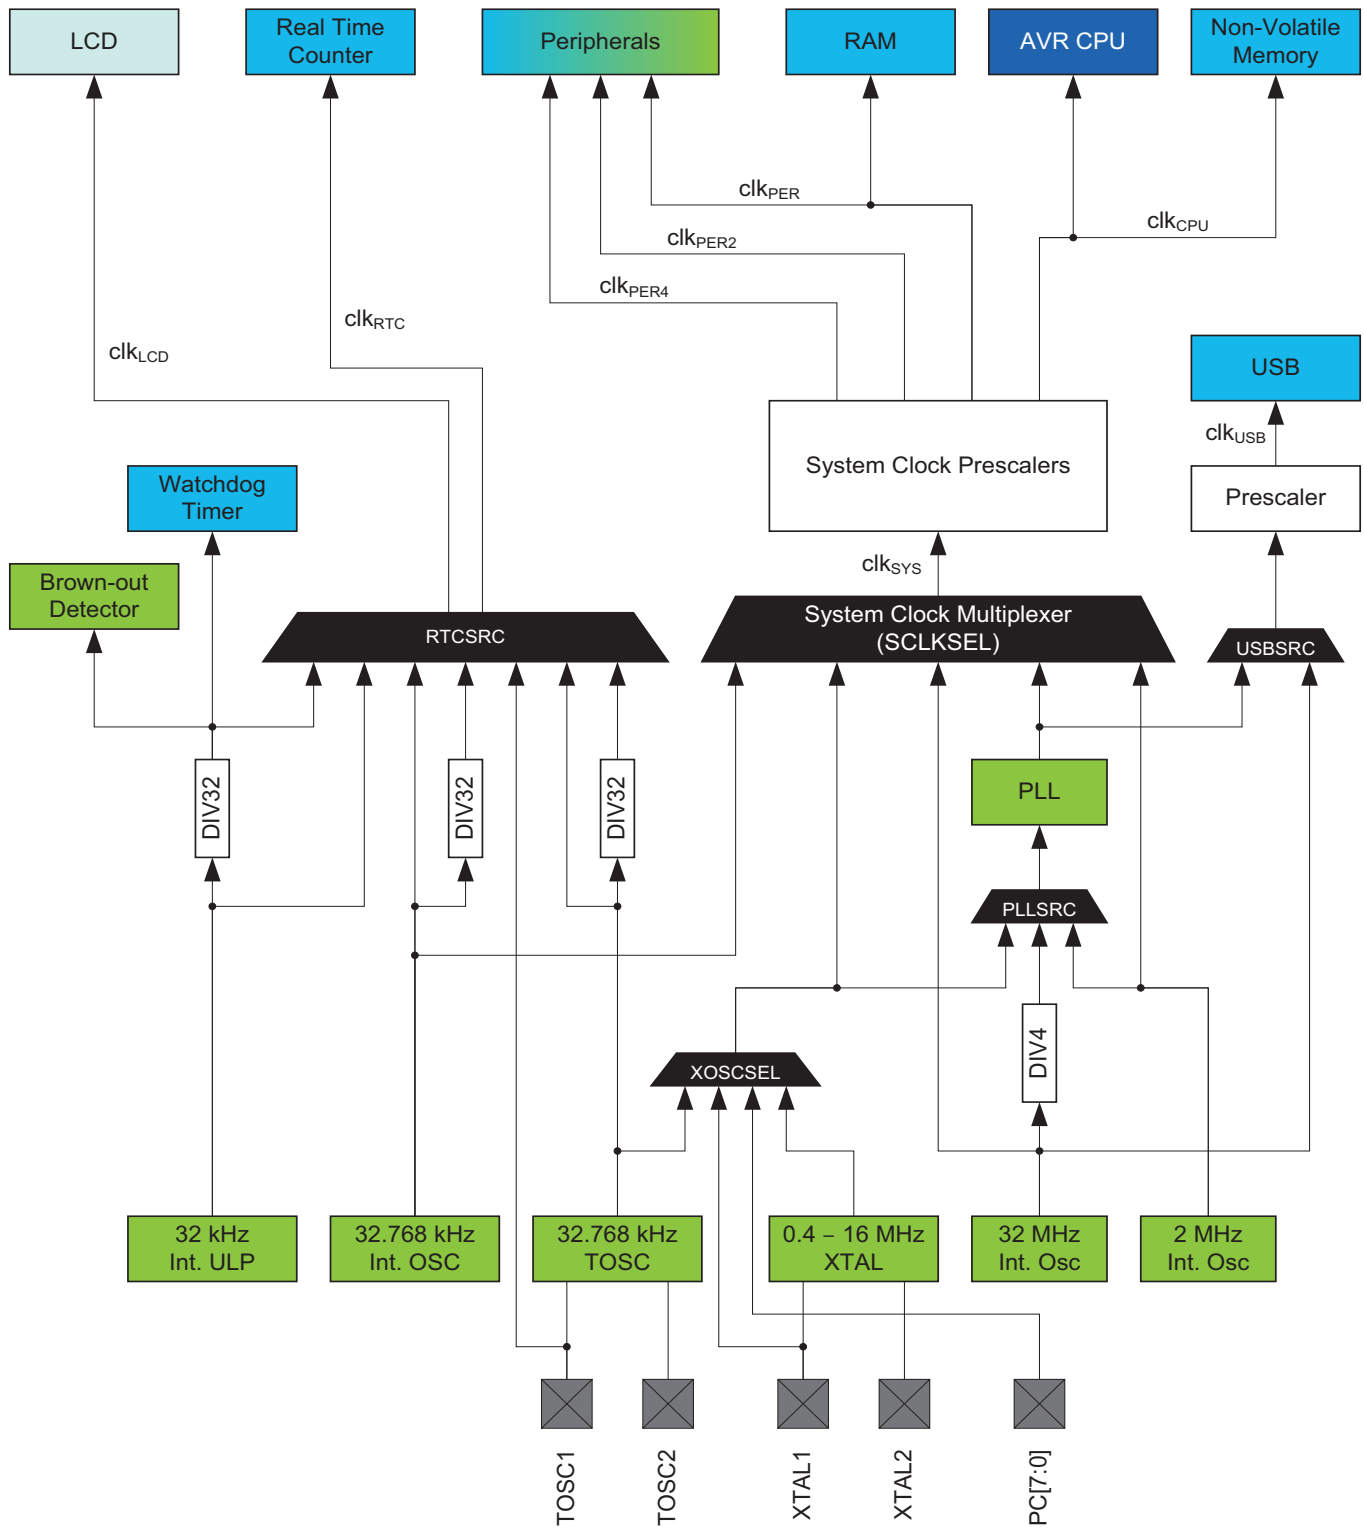 LCD
Real Time
Counter
Peripherals
RAM
AVR CPU
Non-Volatile
Memory
clkPER
clkPER2
clkCPU
clkPER4
clkRTC
clkLCD
USB
clkUSB
System Clock Prescalers
Prescaler
Watchdog
Timer
clkSYS
Brown-out
Detector
RTCSRC
System Clock Multiplexer
(SCLKSEL)
USBSRC
DIV32
DIV32
DIV32
PLL
PLLSRC
DIV4
XOSCSEL
32 kHz
Int. ULP
32.768 kHz
Int. OSC
32.768 kHz
TOSC
0.4 – 16 MHz
XTAL
32 MHz
Int. Osc
2 MHz
Int. Osc
TOSC1
TOSC2
XTAL1
XTAL2
PC[7:0]